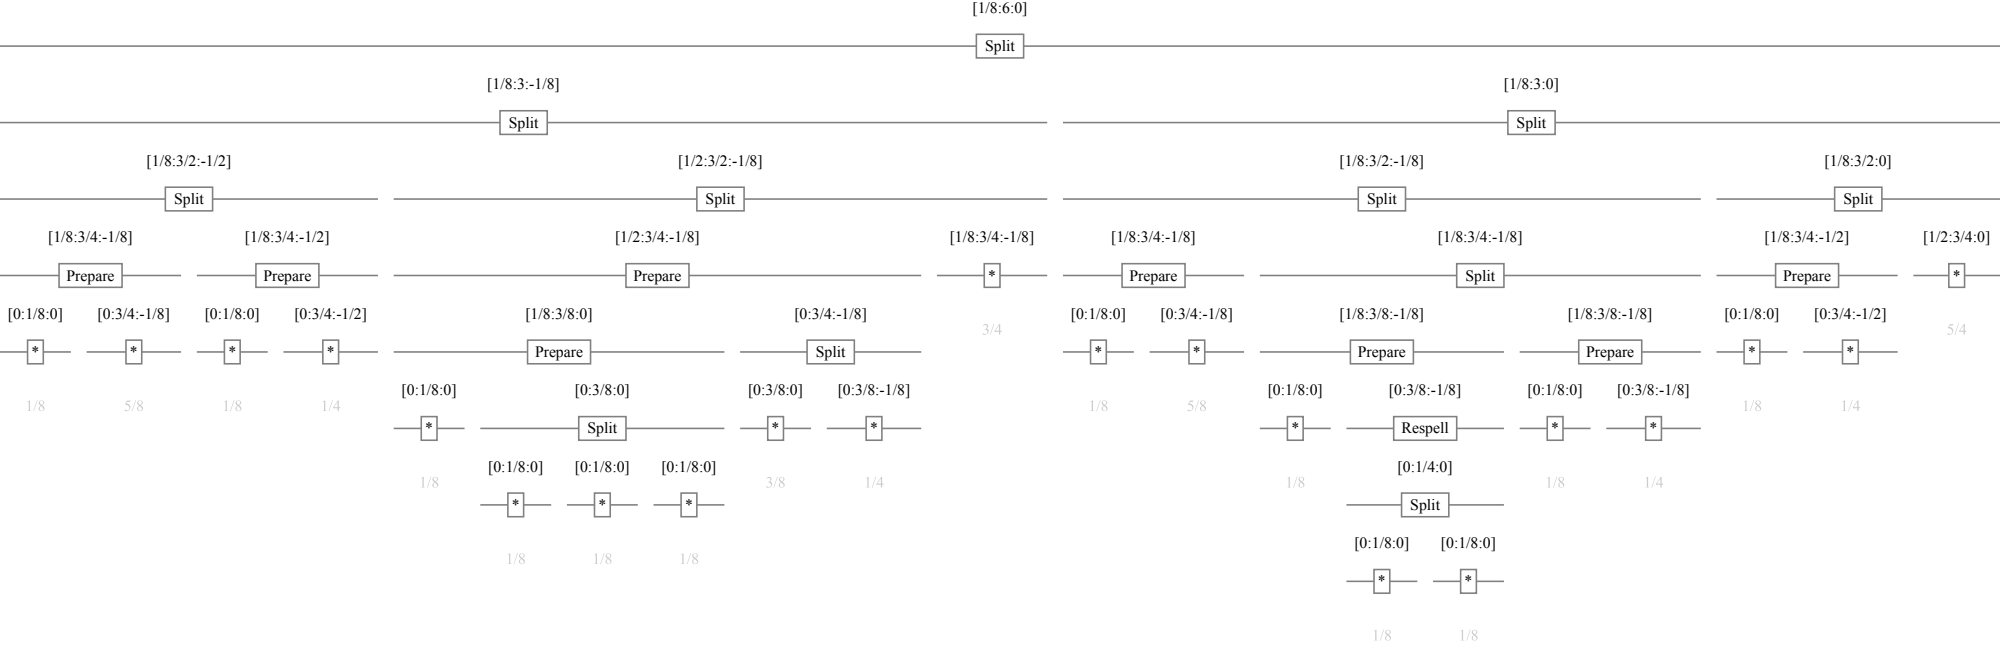 [1/8:6:0]
Split
[1/8:3:-1/8] [1/8:3:0]
Split Split
[1/8:3/2:-1/2] [1/2:3/2:-1/8] [1/8:3/2:-1/8] [1/8:3/2:0]
Split Split Split Split
[1/8:3/4:-1/8] [1/8:3/4:-1/2] [1/2:3/4:-1/8] [1/8:3/4:-1/8] [1/8:3/4:-1/8] [1/8:3/4:-1/8] [1/8:3/4:-1/2] [1/2:3/4:0]
Prepare Prepare Prepare * Prepare Split Prepare *
[0:1/8:0] [0:3/4:-1/8] [0:1/8:0] [0:3/4:-1/2] [1/8:3/8:0] [0:3/4:-1/8] 3/4 [0:1/8:0] [0:3/4:-1/8] [1/8:3/8:-1/8] [1/8:3/8:-1/8] [0:1/8:0] [0:3/4:-1/2] 5/4
* * * * Prepare Split * * Prepare Prepare * *
1/8 5/8 1/8 1/4 [0:1/8:0] [0:3/8:0] [0:3/8:0] [0:3/8:-1/8] 1/8 5/8 [0:1/8:0] [0:3/8:-1/8] [0:1/8:0] [0:3/8:-1/8] 1/8 1/4
* Split * * * Respell * *
1/8 [0:1/8:0] [0:1/8:0] [0:1/8:0] 3/8 1/4 1/8 [0:1/4:0] 1/8 1/4
* * * Split
1/8 1/8 1/8 [0:1/8:0] [0:1/8:0]
* *
1/8 1/8